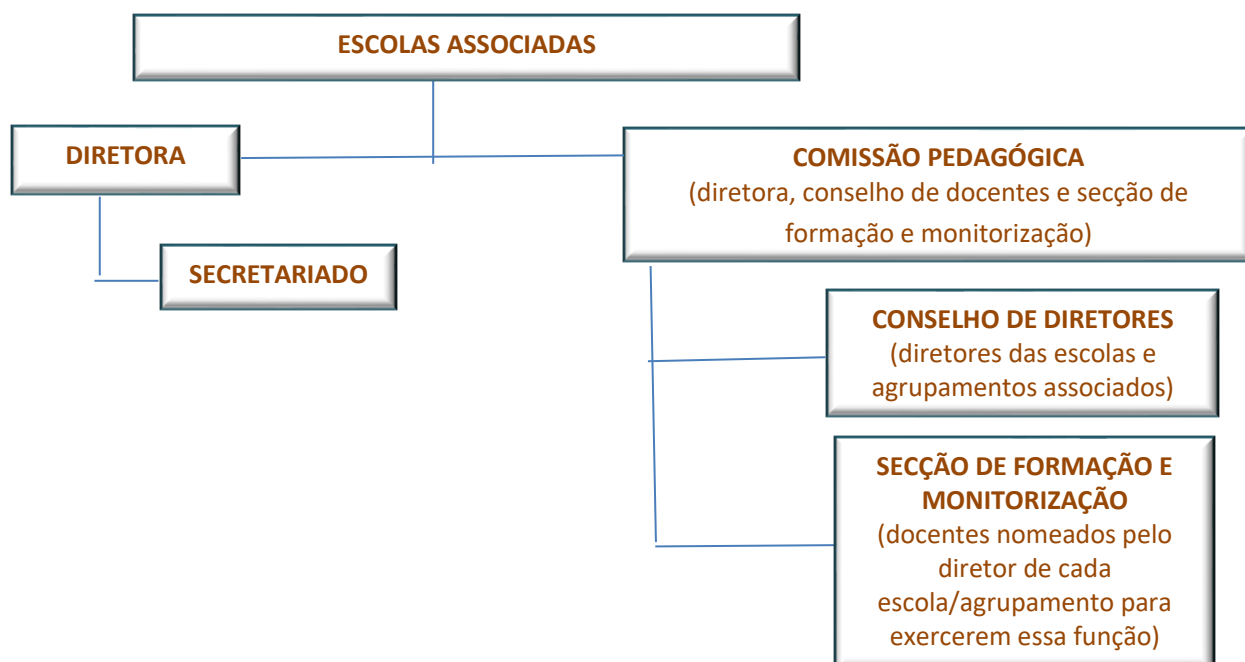 ESCOLAS ASSOCIADAS
DIRETORA
COMISSÃO PEDAGÓGICA
(diretora, conselho de docentes e secção de
formação e monitorização)
SECRETARIADO
CONSELHO DE DIRETORES
(diretores das escolas e
agrupamentos associados)
SECÇÃO DE FORMAÇÃO E
MONITORIZAÇÃO
(docentes nomeados pelo
diretor de cada
escola/agrupamento para
exercerem essa função)